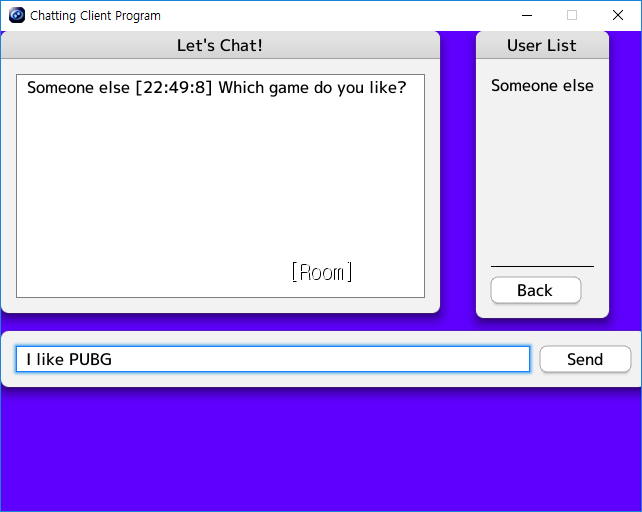 Chatting Client Program
Let's Chat!
Someone else [22:49:8] Which game do you like?
[Room]
User List
Someone else
Back
I like PUBG
Send